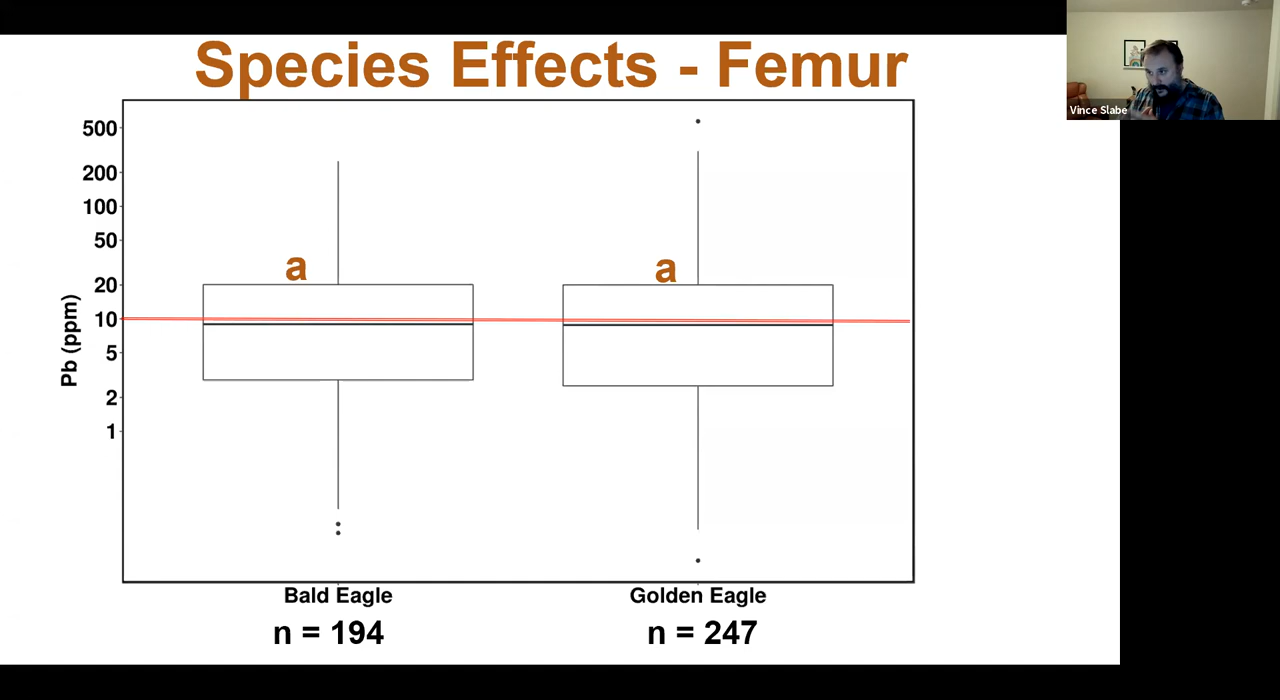 Species Effects - Femur
Vince Slabe
500
200
100
50
20
10
5
2
1
Pb (ppm)
a
a
Bald Eagle
Golden Eagle
n = 194
n = 247